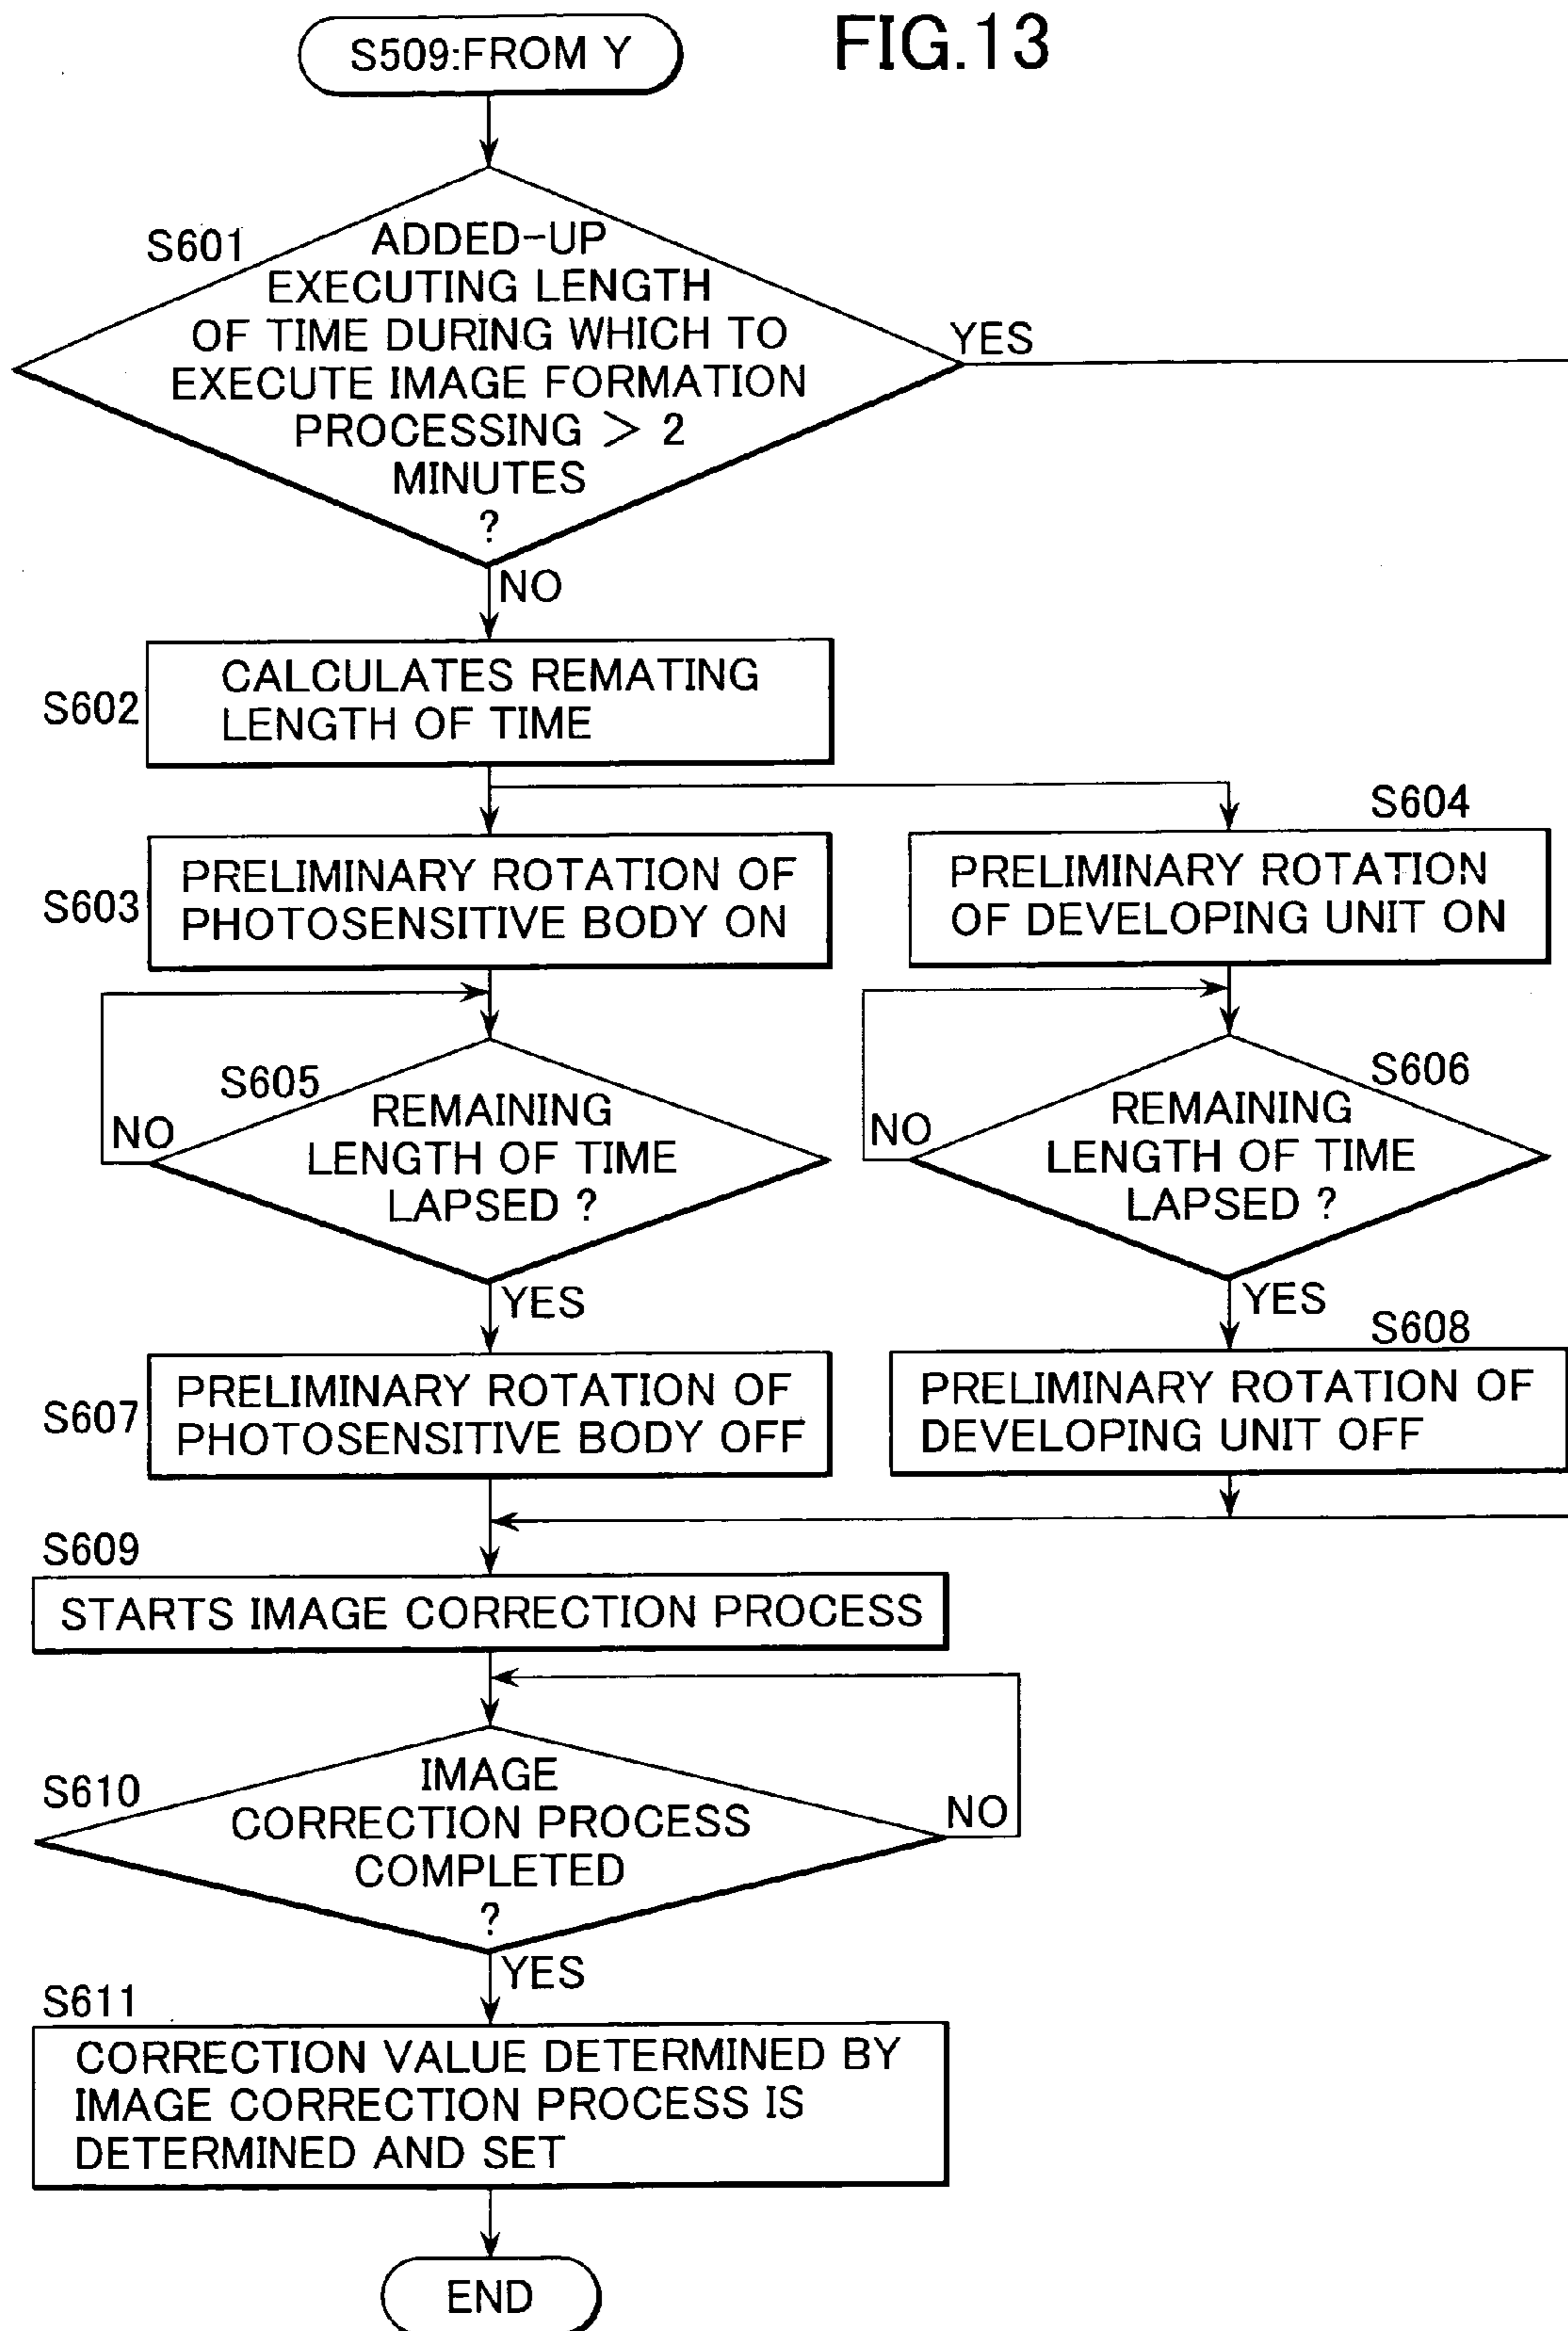 FIG.13
S509:FROM Y
S601
ADDED-UP
EXECUTING LENGTH
OF TIME DURING WHICH TO
EXECUTE IMAGE FORMATION
PROCESSING > 2
MINUTES
?
YES
NO
S602
CALCULATES REMATING
LENGTH OF TIME
S603
PRELIMINARY ROTATION OF
PHOTOSENSITIVE BODY ON
S604
PRELIMINARY ROTATION
OF DEVELOPING UNIT ON
S605
NO
REMAINING
LENGTH OF TIME
LAPSED ?
YES
S606
NO
REMAINING
LENGTH OF TIME
LAPSED ?
YES
S607
PRELIMINARY ROTATION OF
PHOTOSENSITIVE BODY OFF
S608
PRELIMINARY ROTATION OF
DEVELOPING UNIT OFF
S609
STARTS IMAGE CORRECTION PROCESS
S610
IMAGE
CORRECTION PROCESS
COMPLETED
?
NO
YES
S611
CORRECTION VALUE DETERMINED BY
IMAGE CORRECTION PROCESS IS
DETERMINED AND SET
END